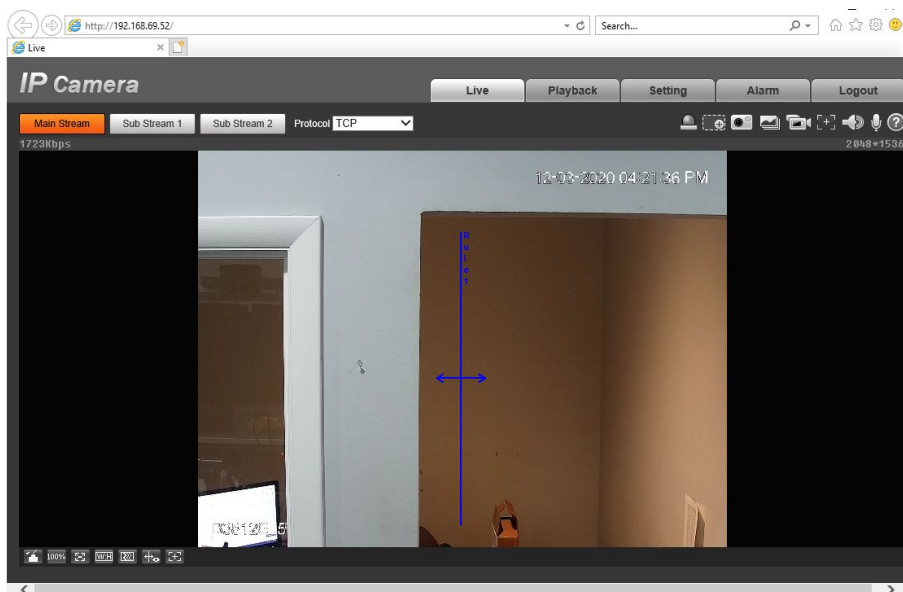 http://192.168.69.52/
Search...
Live
IP Camera
Live Playback Setting Alarm Logout
Main Stream Sub Stream 1 Sub Stream 2 Protocol TCP
1723Kbps 2048*1536
12-03-2020 04:21:36 PM
Rule1
100% W:H